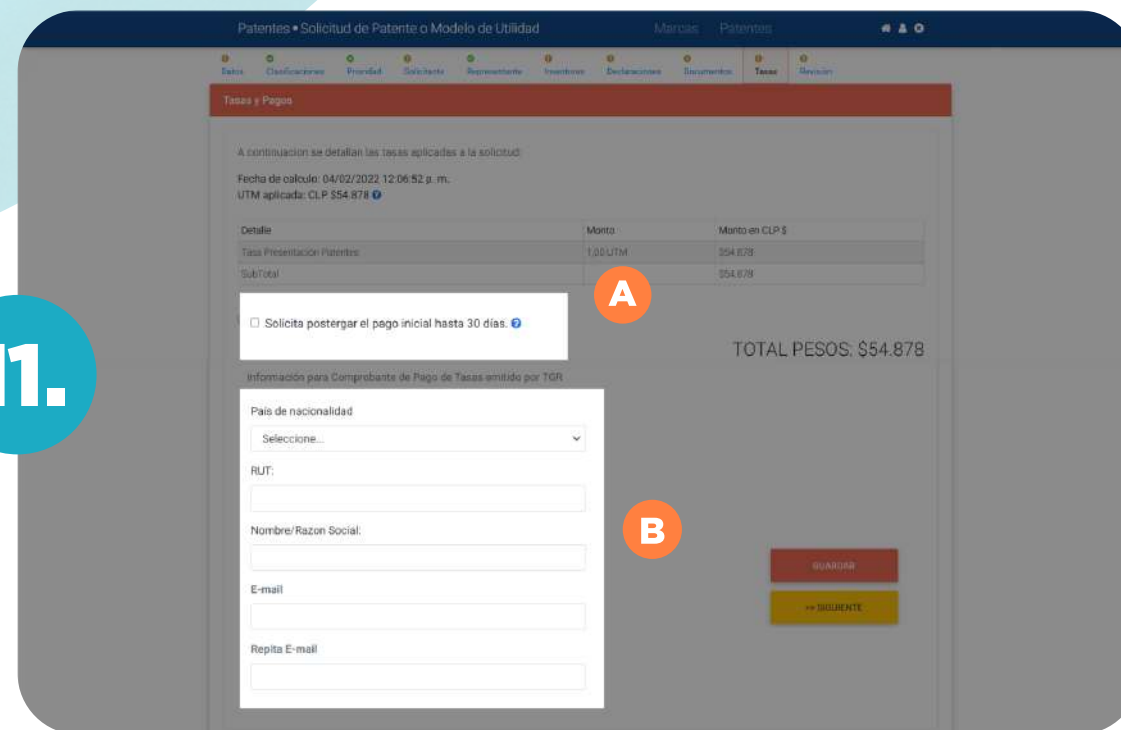 Patentes • Solicitud de Patente o Modelo de Utilidad Marcas Patentes
Datos Clasificaciones Prioridad Solicitante Representante Inventores Declaraciones Documentos Tasas Revisión
Tasas y Pagos
A continuacion se detallan las tasas aplicadas a la solicitud:
Fecha de calculo: 04/02/2022 12:06:52 p. m.
UTM aplicada: CLP $54.878
Detalle Monto Monto en CLP $
Tasa Presentación Patentes: 1,00 UTM $54.878
SubTotal $54.878
A
Solicita postergar el pago inicial hasta 30 días.
TOTAL PESOS: $54.878
11.
Información para Comprobante de Pago de Tasas emitido por TGR
País de nacionalidad
Seleccione...
RUT:
Nombre/Razon Social:
B
GUARDAR
E-mail
>> SIGUIENTE
Repita E-mail